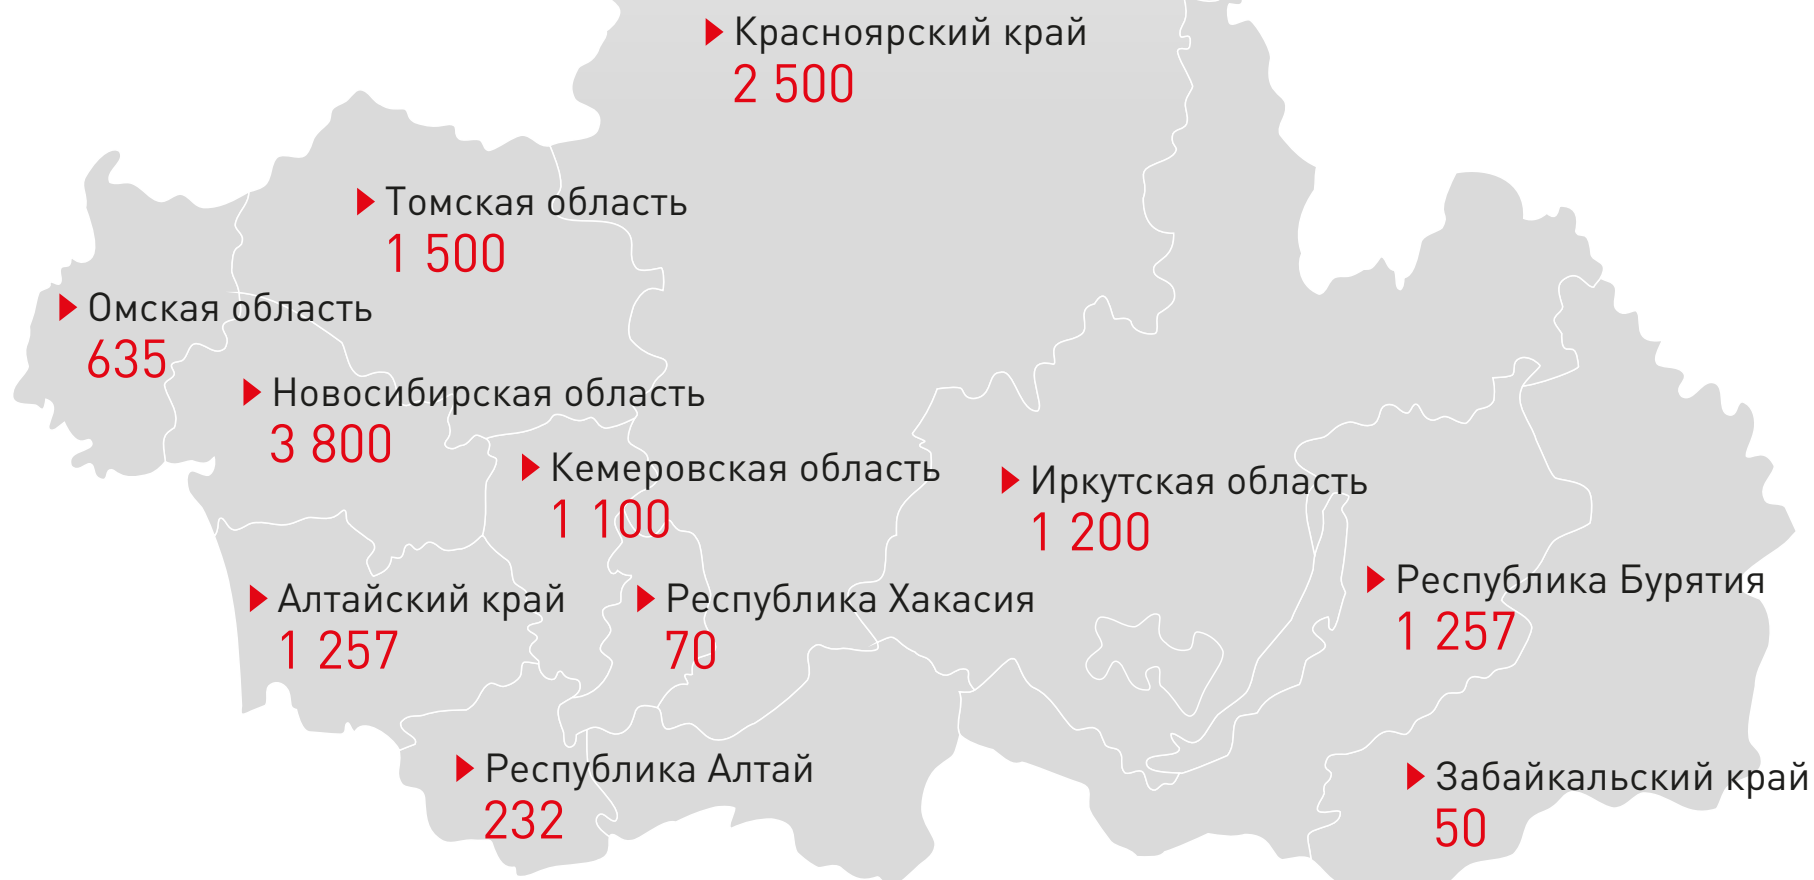 Красноярский край
2 500
Томская область
1 500
Омская область
635
Новосибирская область
3 800
Кемеровская область
1 100
Иркутская область
1 200
Республика Бурятия
1 257
Алтайский край
1 257
Республика Хакасия
70
Республика Алтай
232
Забайкальский край
50